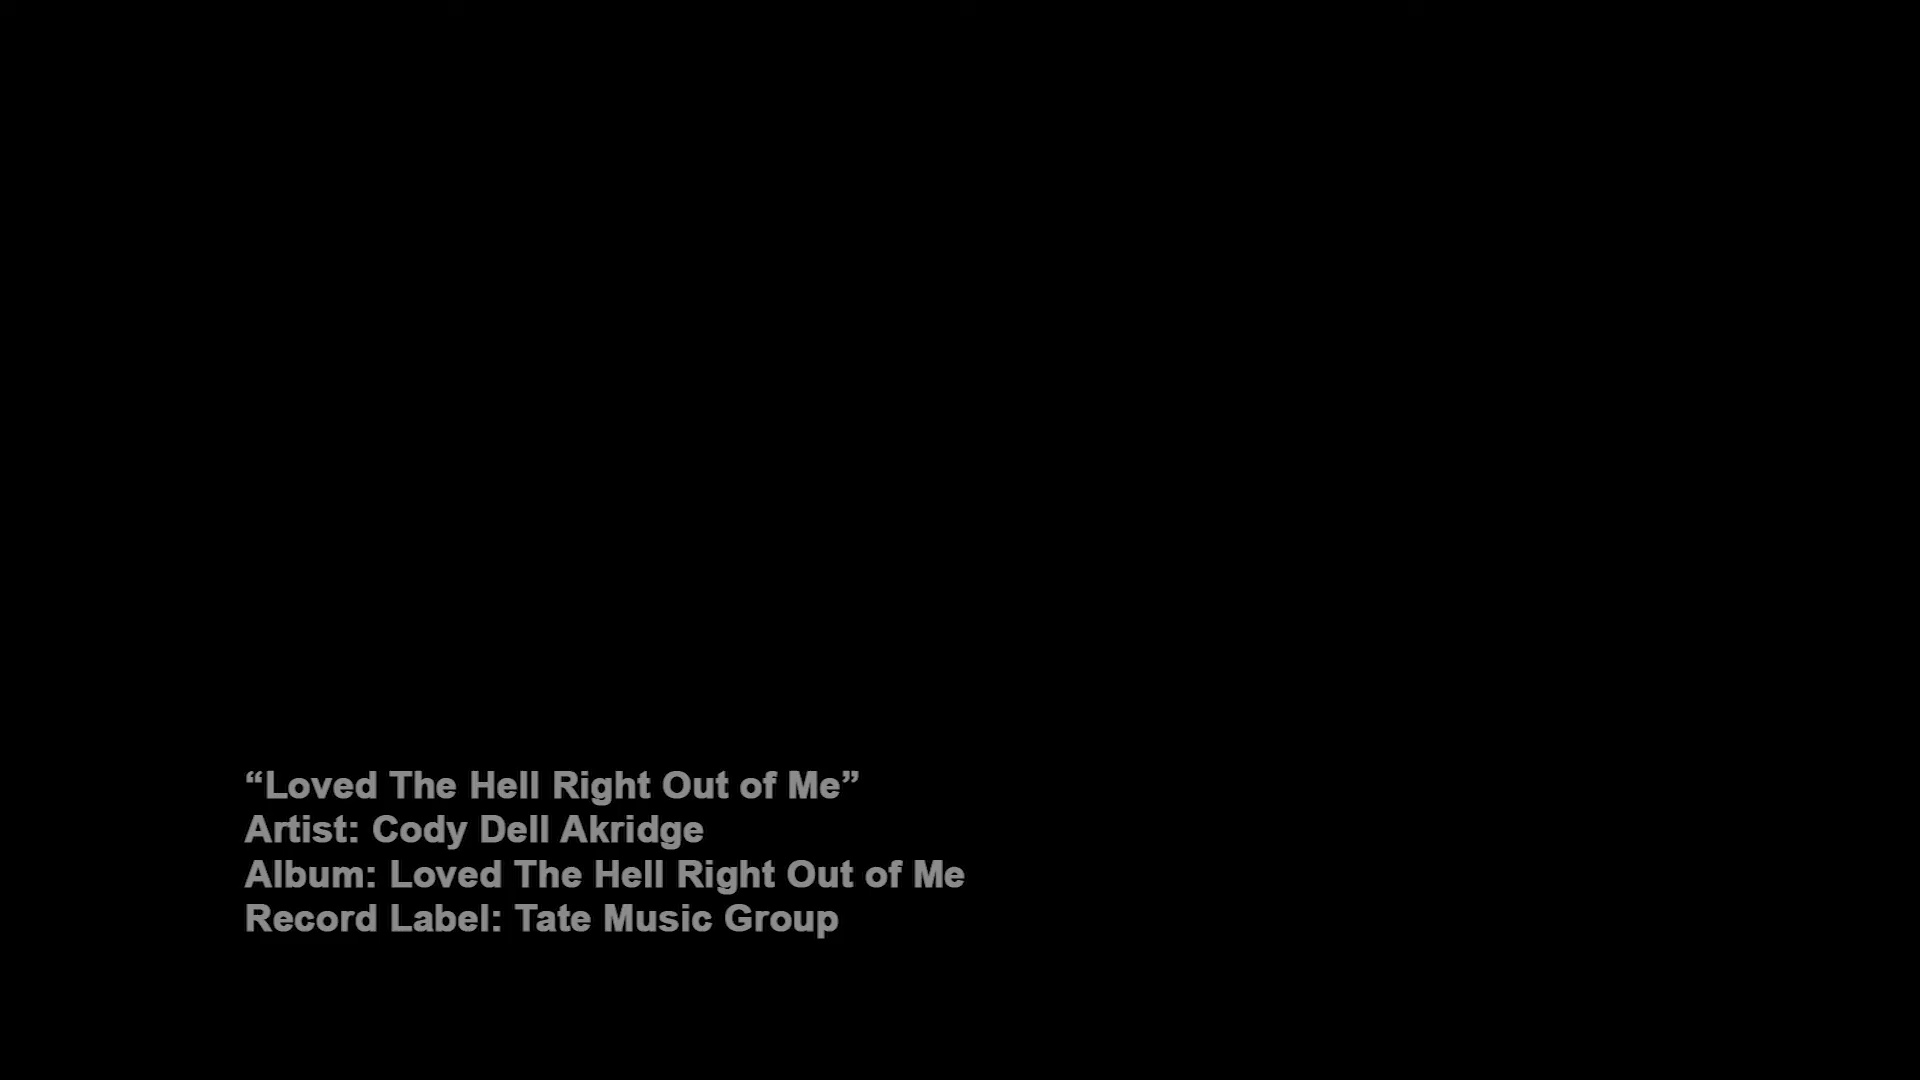 “Loved The Hell Right Out of Me”
Artist: Cody Dell Akridge
Album: Loved The Hell Right Out of Me
Record Label: Tate Music Group